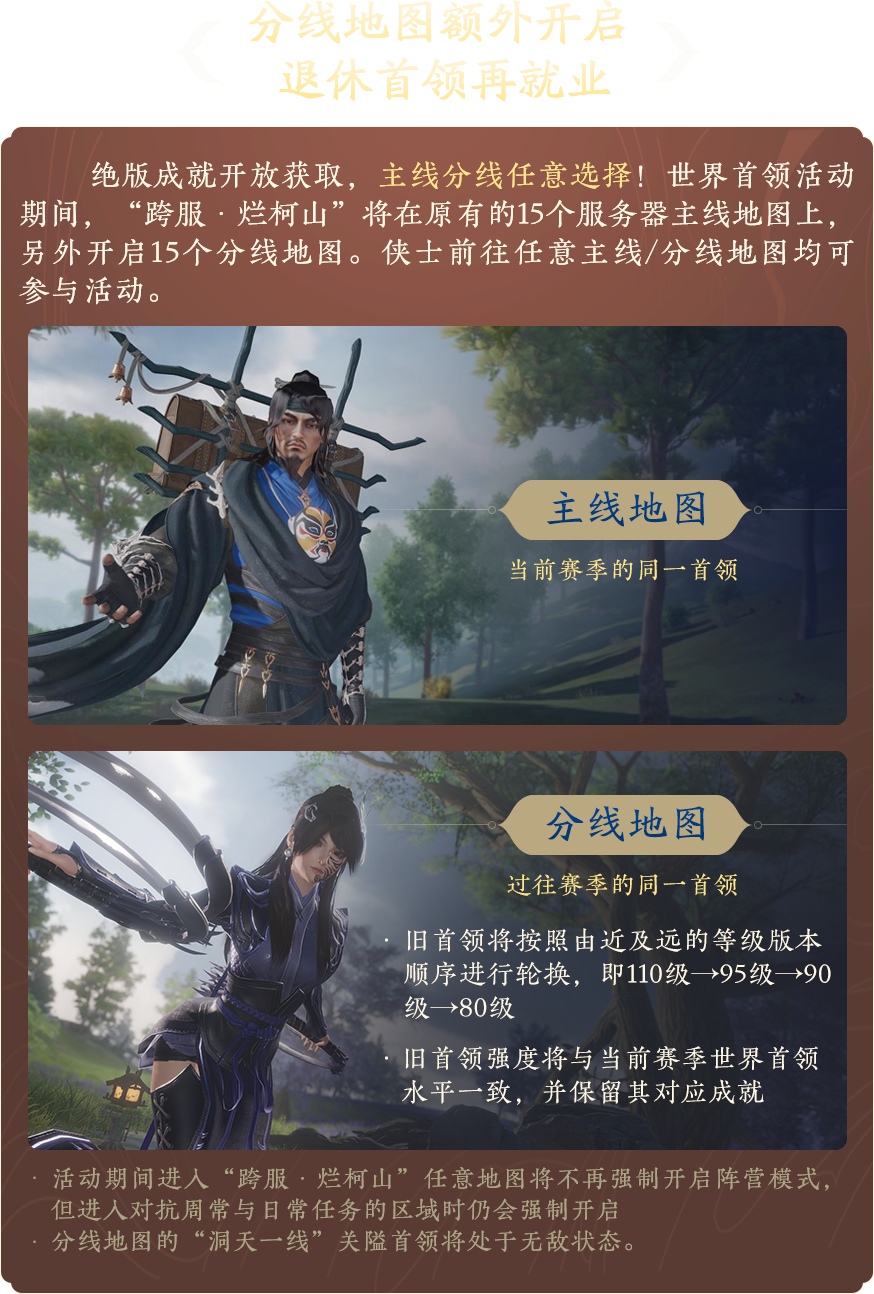 分线地图额外开启
退休首领再就业
绝版成就开放获取，主线分线任意选择！世界首领活动
期间，“跨服·烂柯山”将在原有的15个服务器主线地图上，
另外开启15个分线地图。侠士前往任意主线/分线地图均可
参与活动。
主线地图
当前赛季的同一首领
分线地图
过往赛季的同一首领
· 旧首领将按照由近及远的等级版本
顺序进行轮换，即110级→95级→90
级→80级
· 旧首领强度将与当前赛季世界首领
水平一致，并保留其对应成就
· 活动期间进入“跨服·烂柯山”任意地图将不再强制开启阵营模式，
但进入对抗周常与日常任务的区域时仍会强制开启
· 分线地图的“洞天一线”关隘首领将处于无敌状态。